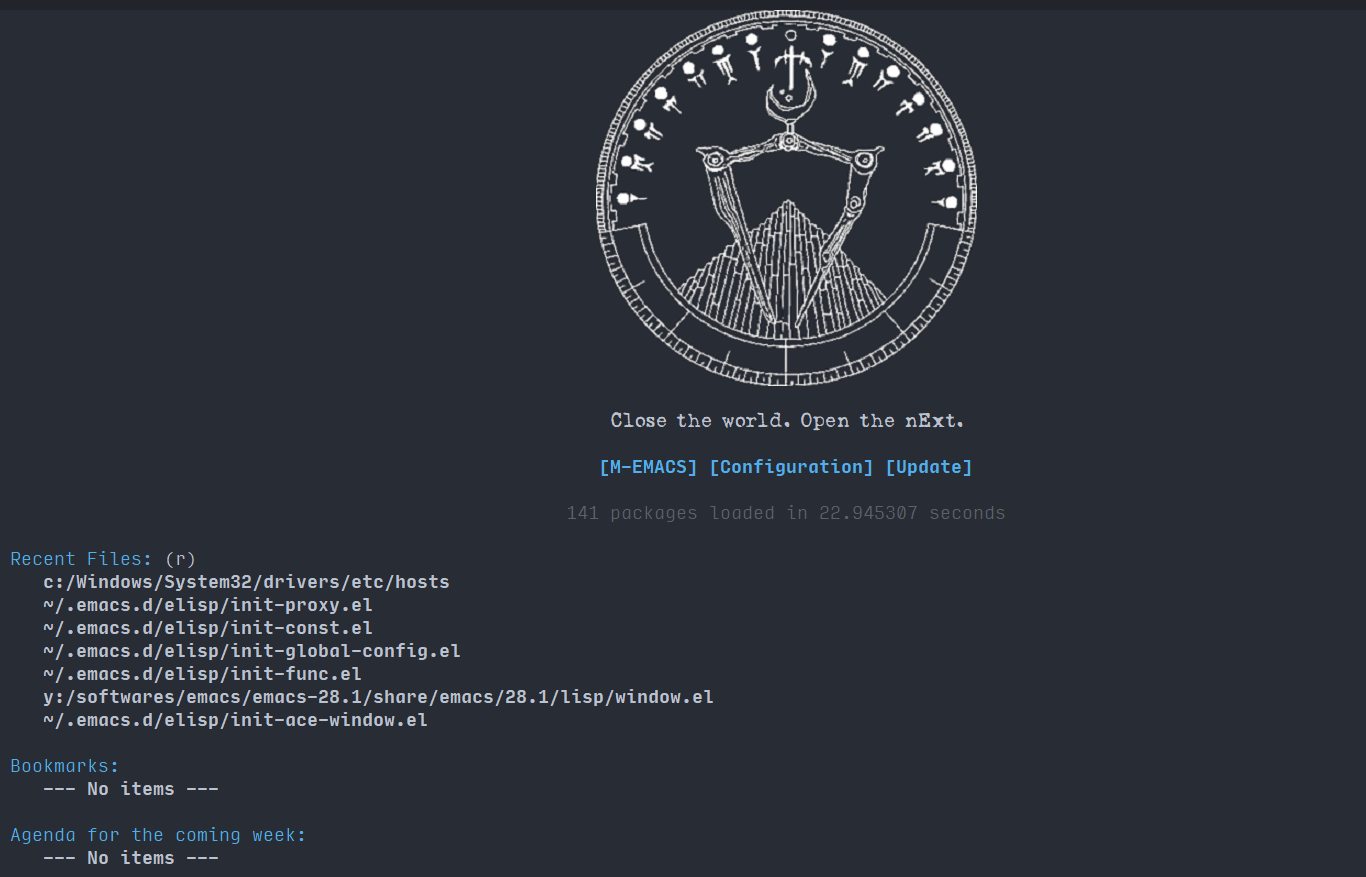 Close the world. Open the nExt.
[M-EMACS] [Configuration] [Update]
141 packages loaded in 22.945307 seconds
Recent Files: (r)
c:/Windows/System32/drivers/etc/hosts
~/.emacs.d/elisp/init-proxy.el
~/.emacs.d/elisp/init-const.el
~/.emacs.d/elisp/init-global-config.el
~/.emacs.d/elisp/init-func.el
y:/softwares/emacs/emacs-28.1/share/emacs/28.1/lisp/window.el
~/.emacs.d/elisp/init-ace-window.el
Bookmarks:
--- No items ---
Agenda for the coming week:
--- No items ---